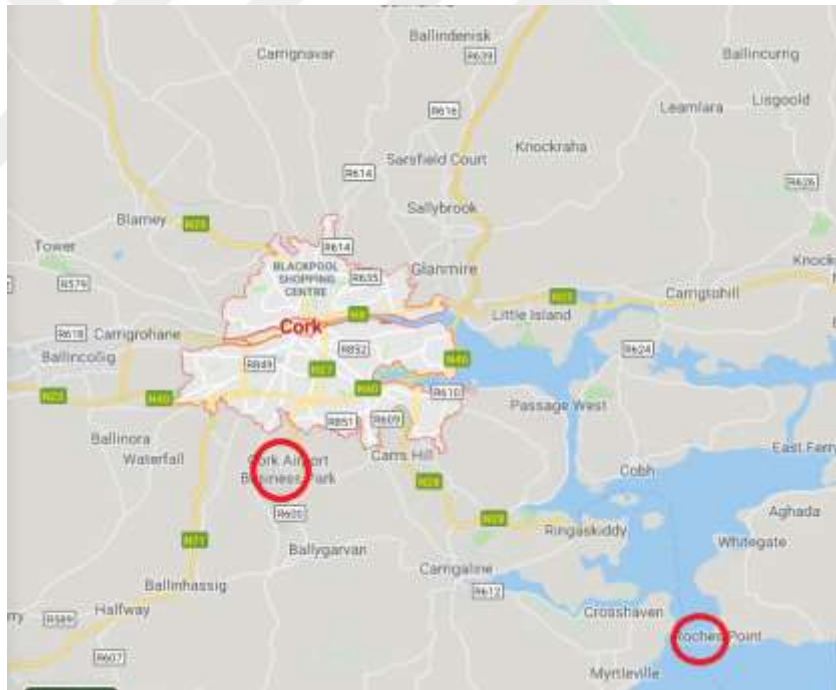 Ballindenisk
Carrignavar
R639
Ballincurrig
R616
Leamlara
Lisgoold
Knockraha
Sarsfield Court
R614
R626
Sallybrook
Blarney
N20
Tower
R614
BLACKPOOL
SHOPPING
CENTRE
R635
Glanmire
R579
Knock
Carrigtohill
N25
Little Island
N8
Cork
R618
Carrigrohane
R852
R624
Ballincollig
R849
N27
N40
N40
R610
N22
N40
Passage West
R851
R609
Ballinora
Waterfall
Cork Airport
Business Park
Carrs Hill
East Ferry
Cobh
N28
R600
Aghada
N28
Ringaskiddy
Whitegate
N71
Ballygarvan
Carrigaline
Ballinhassig
R612
Halfway
R589
Crosshaven
Roches Point
R607
Myrtleville